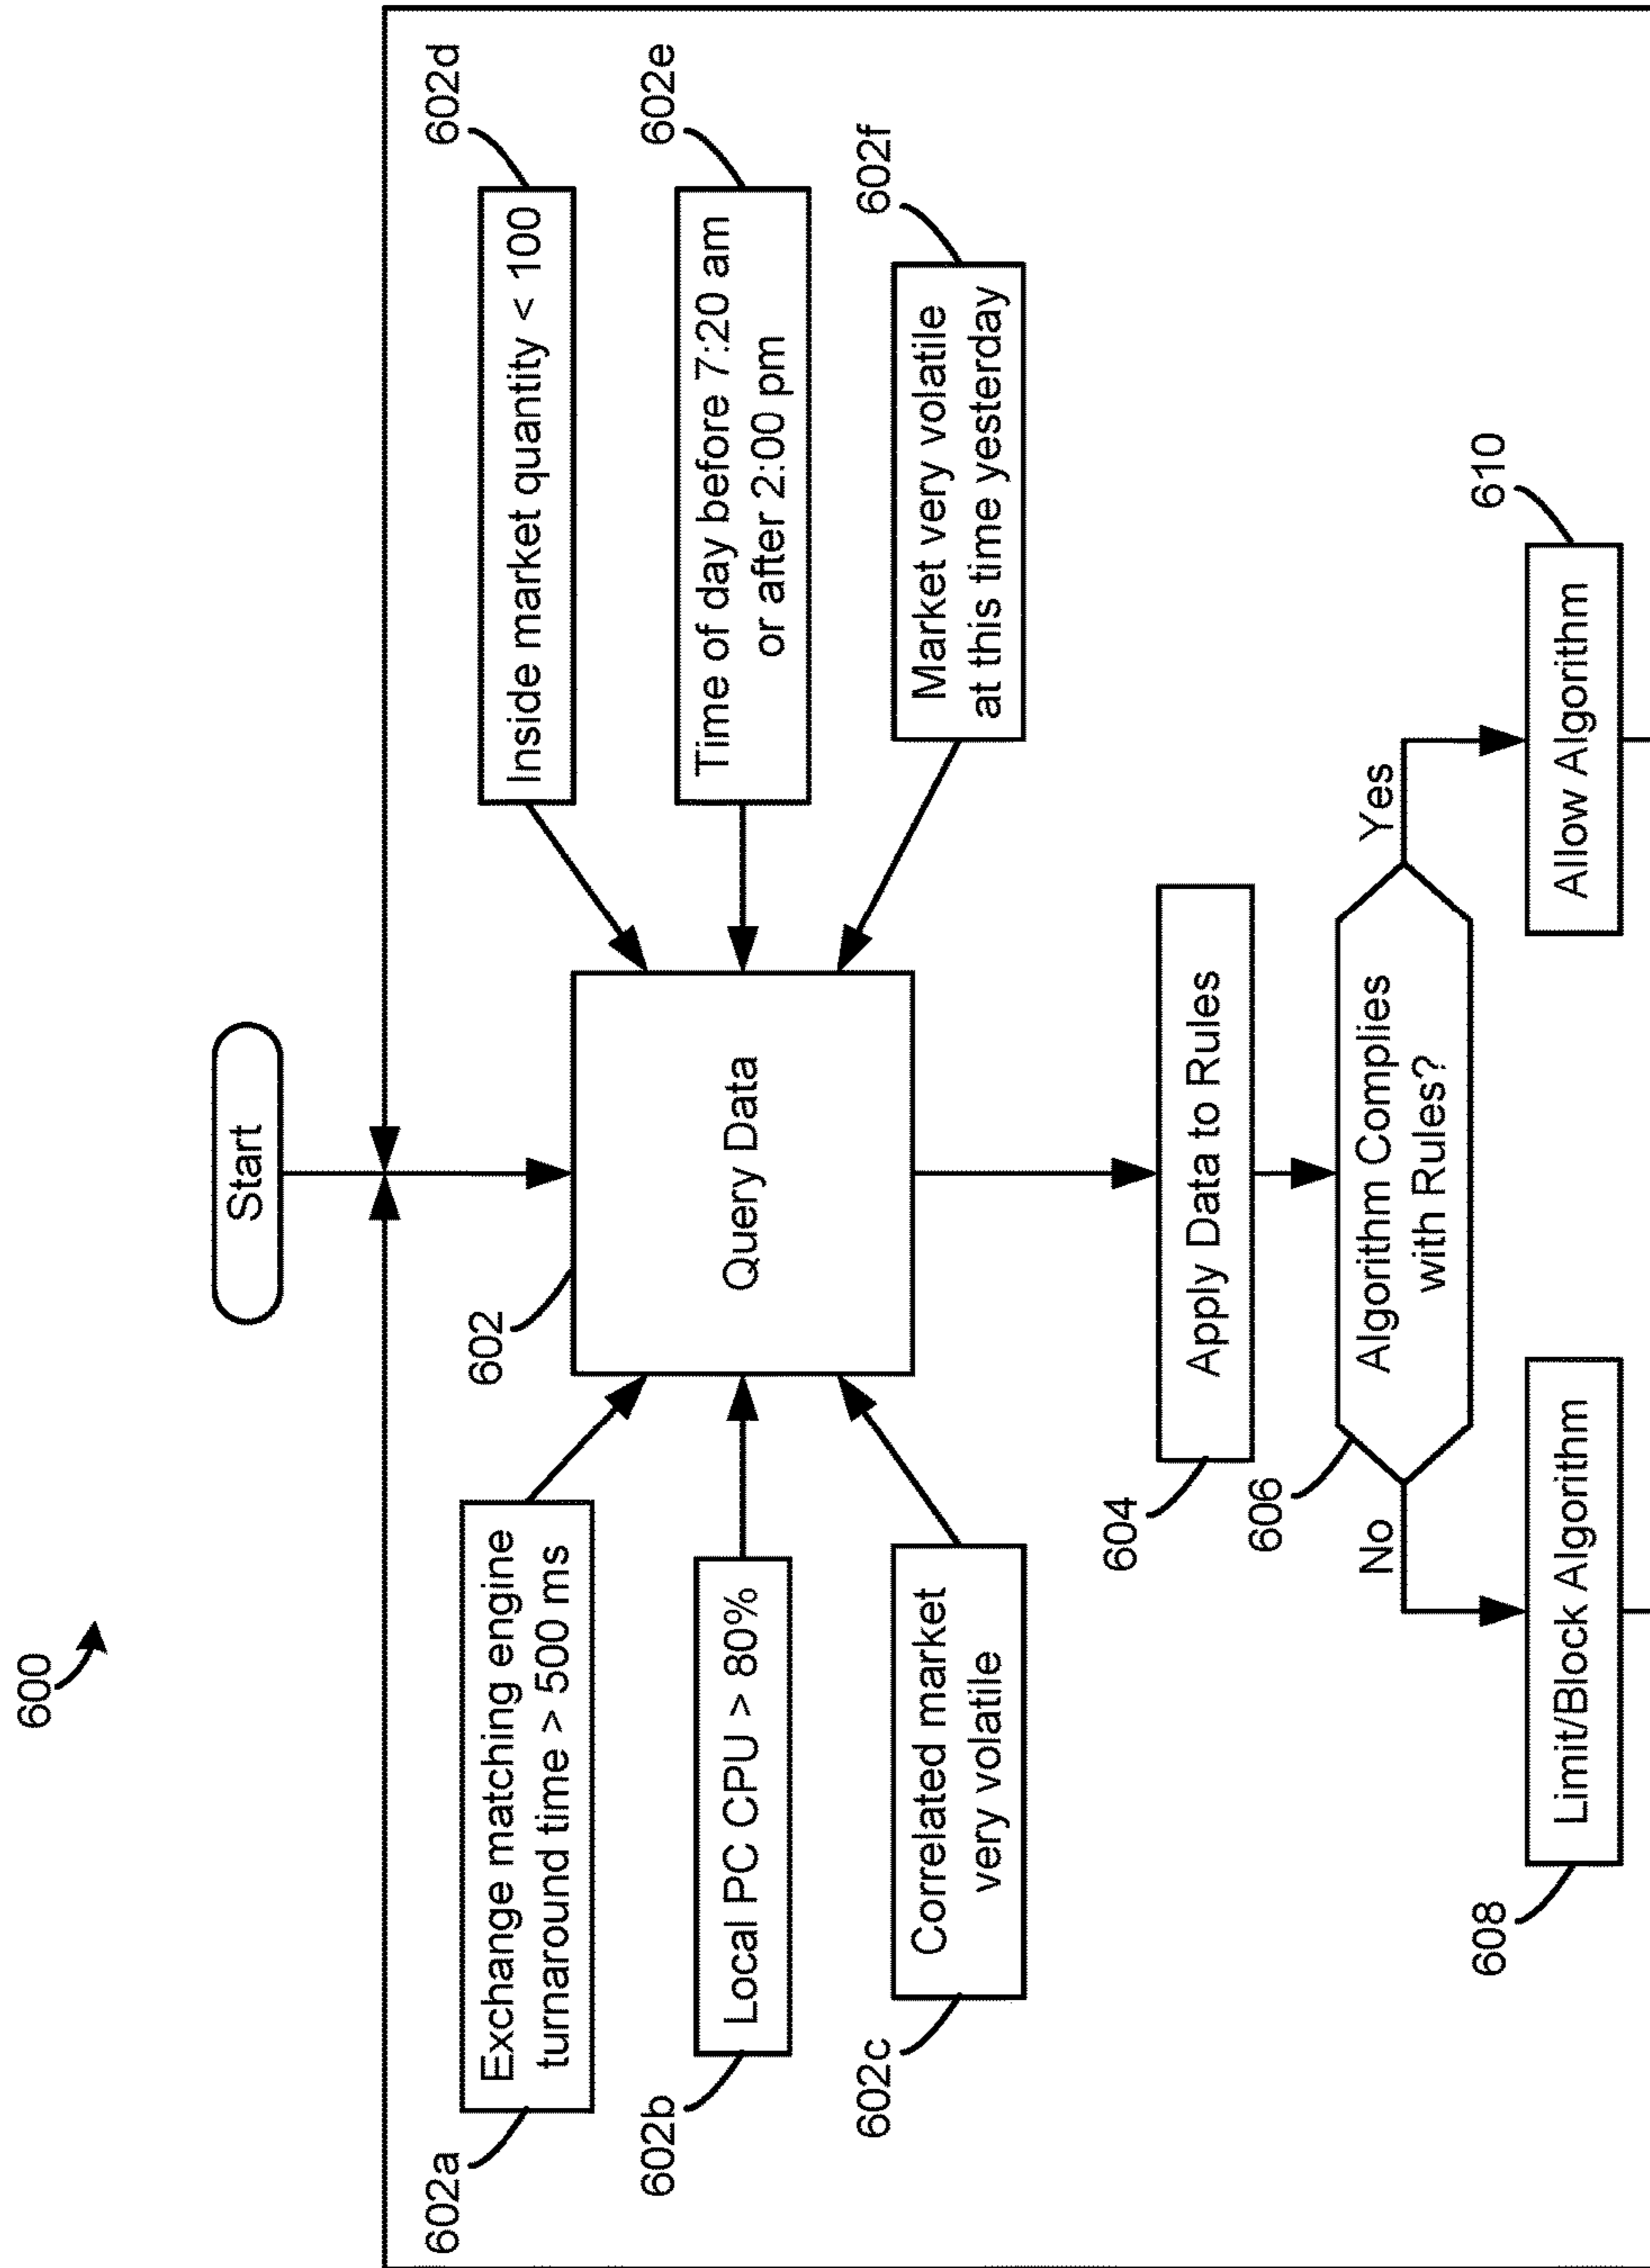 600
Start
602a
Exchange matching engine
turnaround time > 500 ms
602b
Local PC CPU > 80%
602c
Correlated market
very volatile
602
Query Data
602d
Inside market quantity < 100
602e
Time of day before 7:20 am
or after 2:00 pm
602f
Market very volatile
at this time yesterday
604
Apply Data to Rules
606
Algorithm Complies
with Rules?
No
Yes
608
Limit/Block Algorithm
610
Allow Algorithm